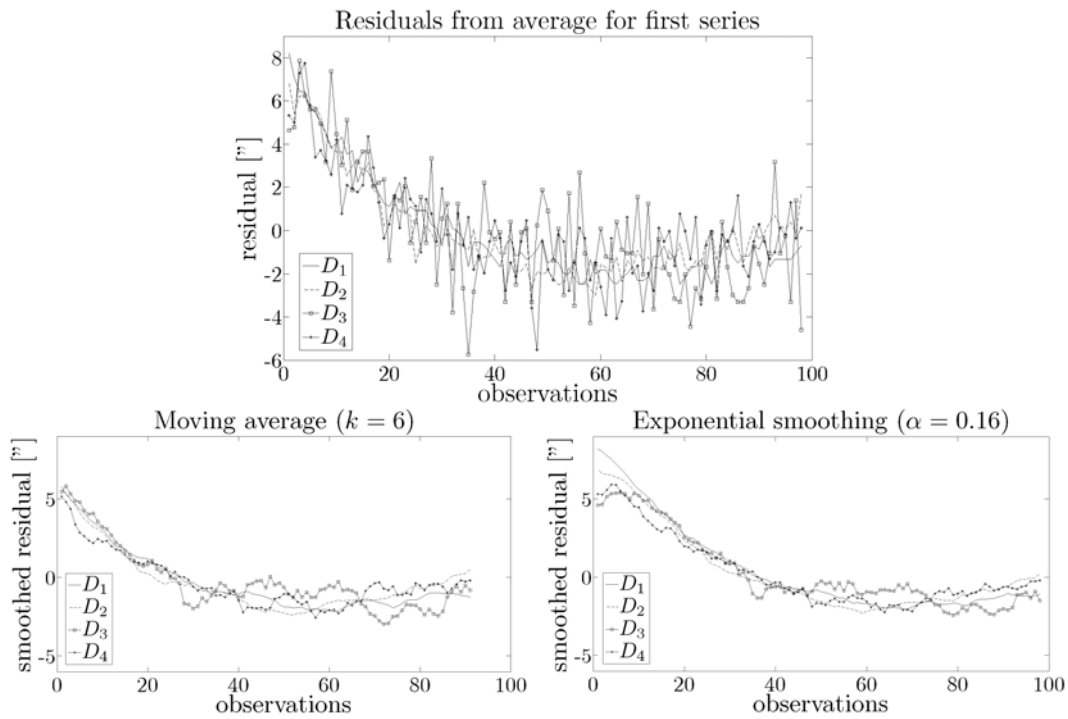 Residuals from average for first series
residual [”]
8
6
4
2
0
-2
-4
-6
D₁
D₂
D₃
D₄
0 20 40 60 80 100
observations
Moving average (k = 6)
smoothed residual [”]
5
0
-5
D₁
D₂
D₃
D₄
0 20 40 60 80 100
observations
Exponential smoothing (α = 0.16)
smoothed residual [”]
5
0
-5
D₁
D₂
D₃
D₄
0 20 40 60 80 100
observations